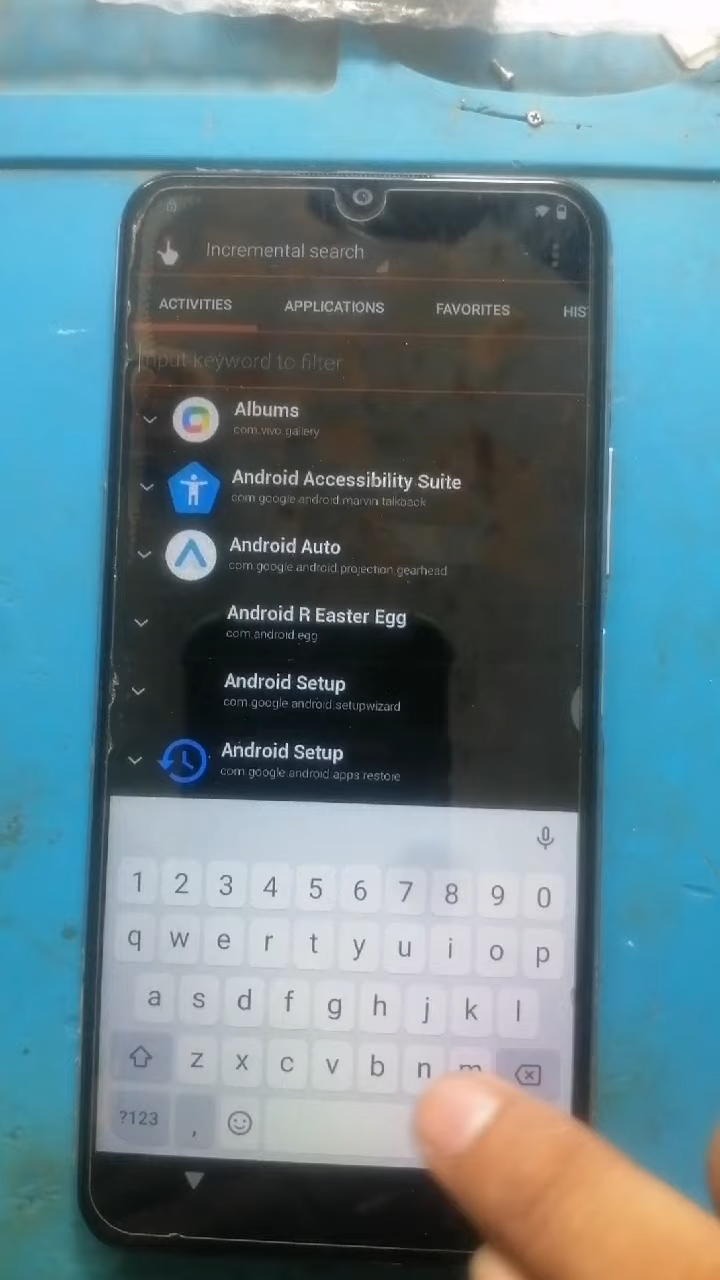 Incremental search
ACTIVITIES APPLICATIONS FAVORITES HIS
Input keyword to filter
Albums
com.vivo.gallery
Android Accessibility Suite
com.google.android.marvin.talkback
Android Auto
com.google.android.projection.gearhead
Android R Easter Egg
com.android.egg
Android Setup
com.google.android.setupwizard
Android Setup
com.google.android.apps.restore
1 2 3 4 5 6 7 8 9 0
q w e r t y u i o p
a s d f g h j k l
z x c v b n m
?123 ,